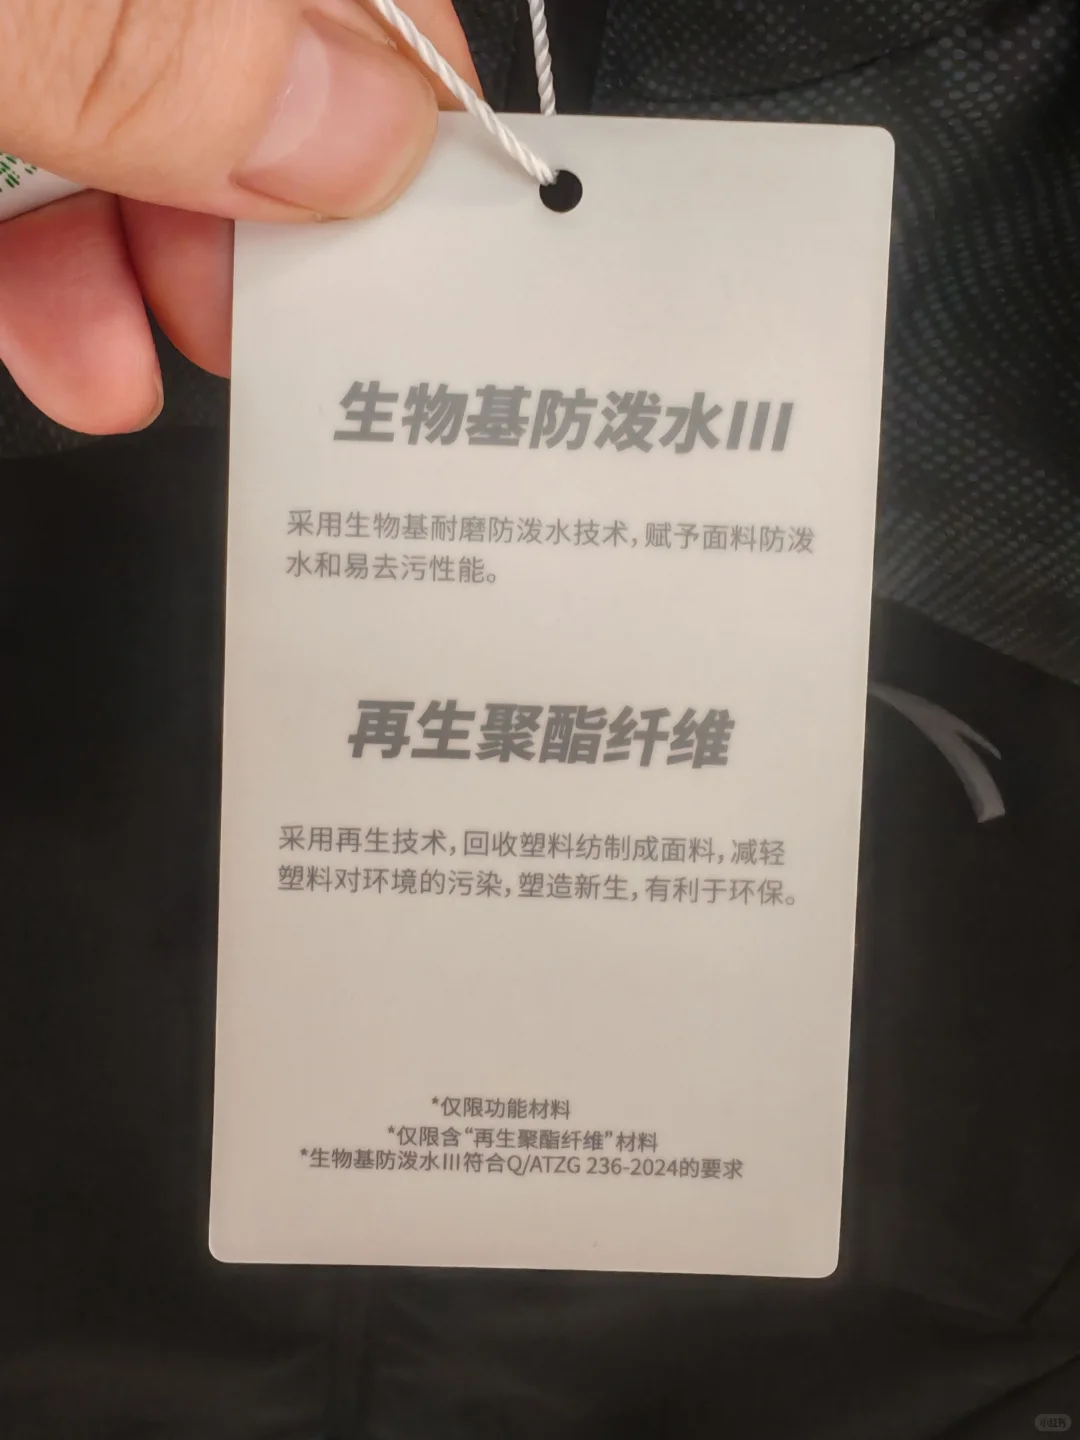 生物基防泼水III
采用生物基耐磨防泼水技术,赋予面料防泼
水和易去污性能。
再生聚酯纤维
采用再生技术,回收塑料纺制成面料,减轻
塑料对环境的污染,塑造新生,有利于环保。
*仅限功能材料
*仅限含“再生聚酯纤维”材料
*生物基防泼水III符合Q/ATZG 236-2024的要求
小红书